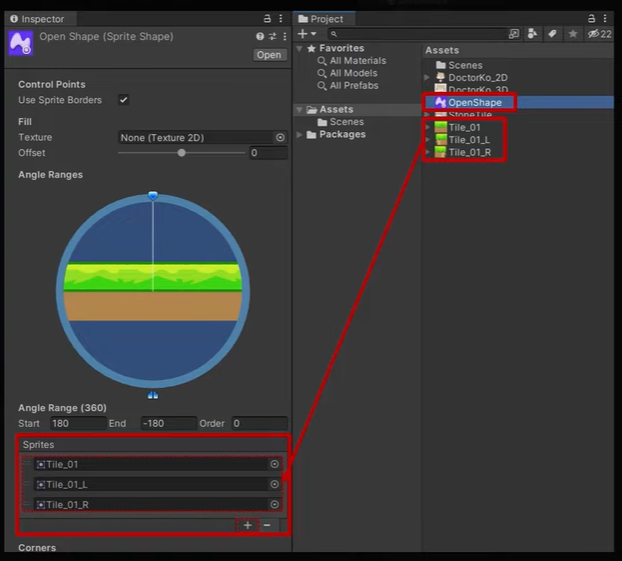 Inspector
Open Shape (Sprite Shape)
Open
Control Points
Use Sprite Borders
Fill
Texture None (Texture 2D)
Offset 0
Angle Ranges
Angle Range (360)
Start 180 End -180 Order 0
Sprites
Tile_01
Tile_01_L
Tile_01_R
Corners
Project
22
Favorites
All Materials
All Models
All Prefabs
Assets
Scenes
Packages
Assets
Scenes
DoctorKo_2D
DoctorKo_3D
OpenShape
StoneTile
Tile_01
Tile_01_L
Tile_01_R